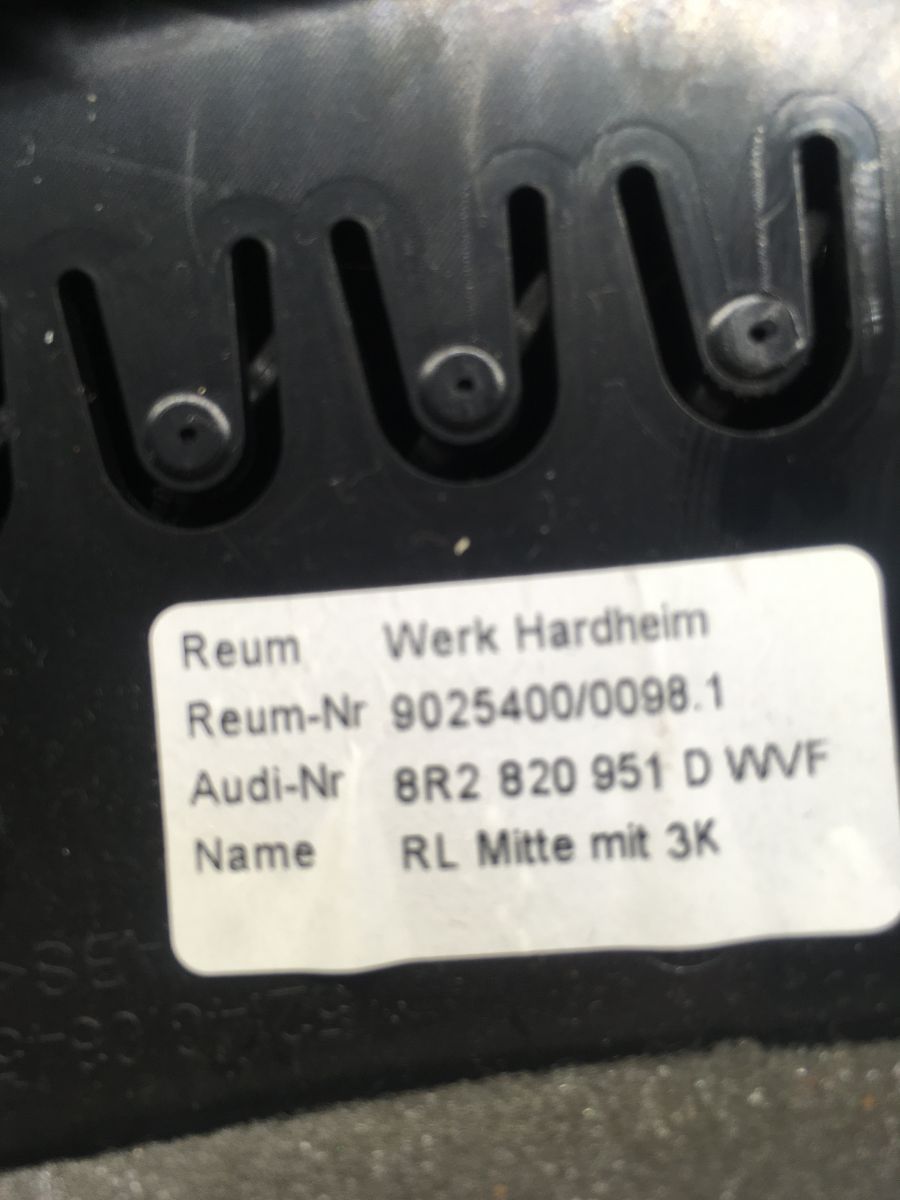 Reum Werk Hardheim
Reum-Nr 9025400/0098.1
Audi-Nr 8R2 820 951 D WVF
Name RL Mitte mit 3K